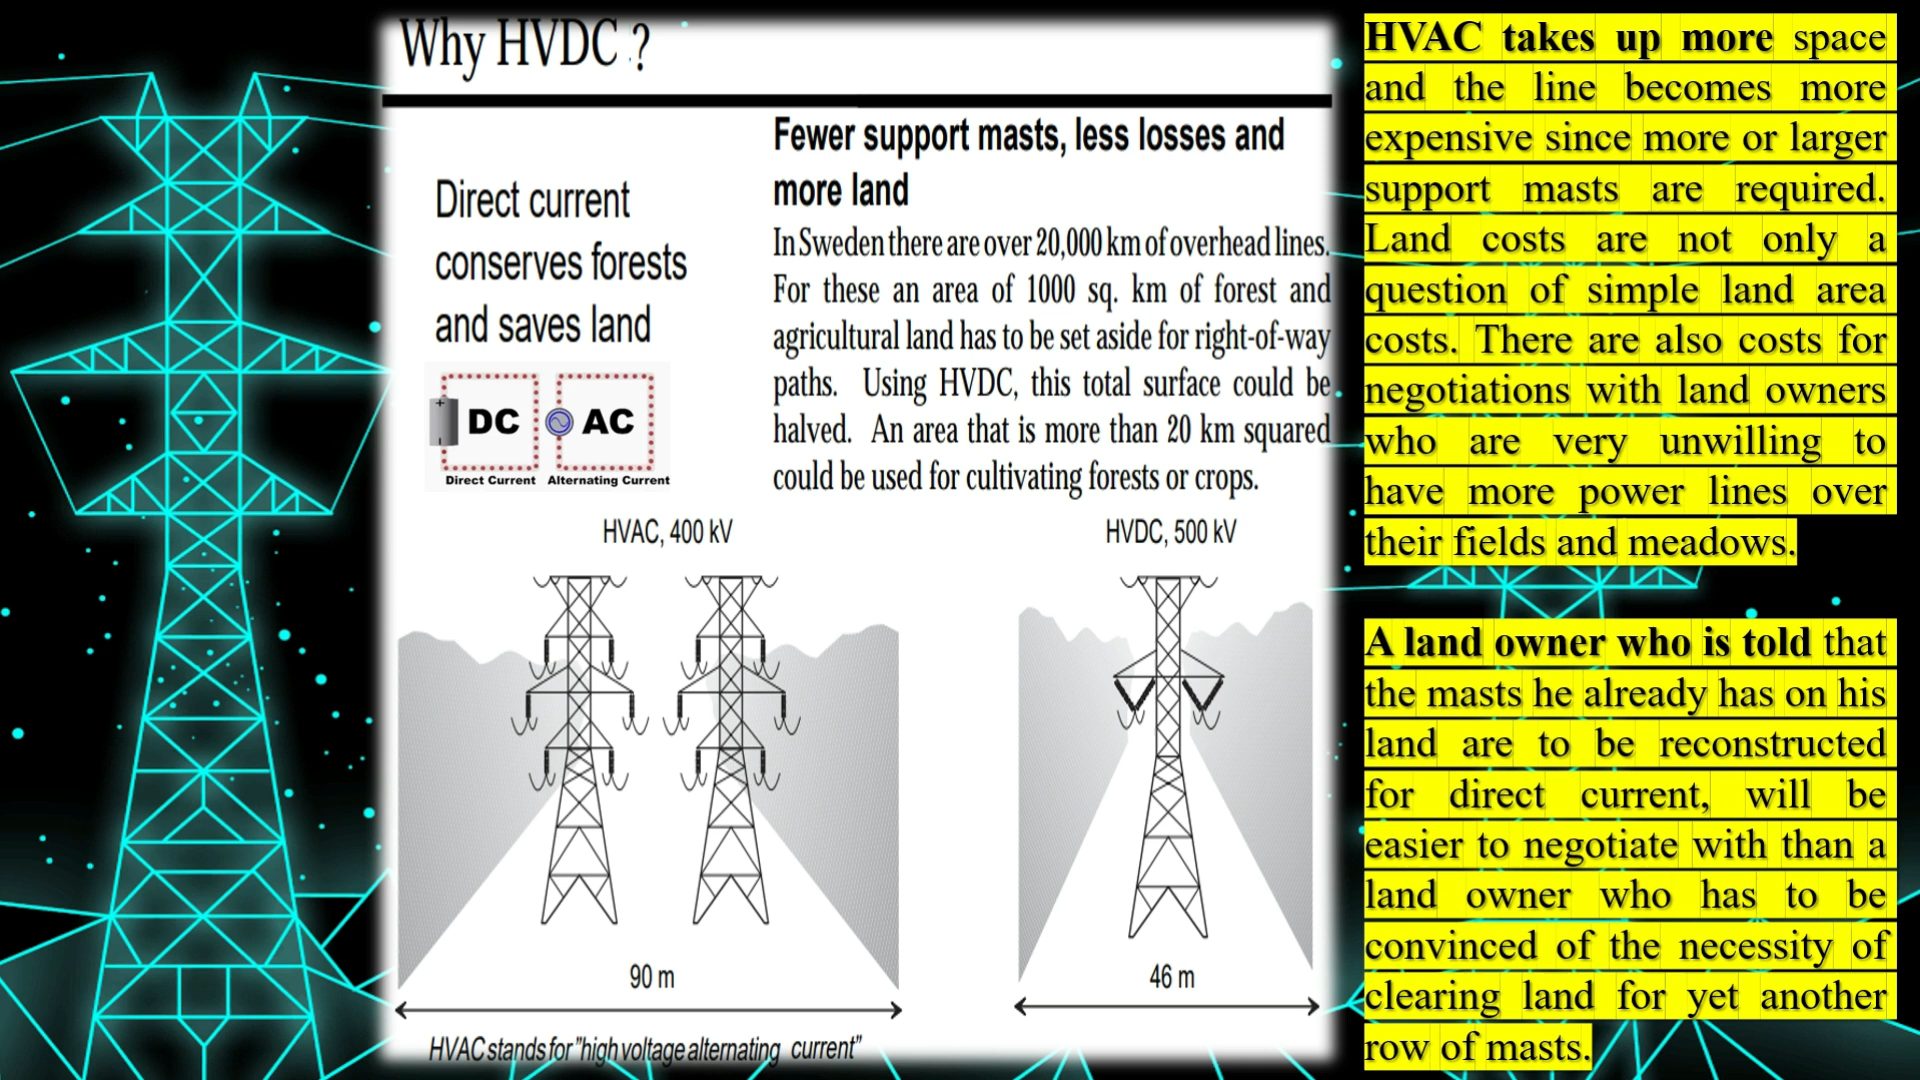 Why HVDC ?
Direct current
conserves forests
and saves land
+
DC
AC
Direct Current
Alternating Current
Fewer support masts, less losses and
more land
In Sweden there are over 20,000 km of overhead lines.
For these an area of 1000 sq. km of forest and
agricultural land has to be set aside for right-of-way
paths. Using HVDC, this total surface could be
halved. An area that is more than 20 km squared
could be used for cultivating forests or crops.
HVAC, 400 kV
HVDC, 500 kV
90 m
46 m
HVAC stands for "high voltage alternating current"
HVAC takes up more space
and the line becomes more
expensive since more or larger
support masts are required.
Land costs are not only a
question of simple land area
costs. There are also costs for
negotiations with land owners
who are very unwilling to
have more power lines over
their fields and meadows.
A land owner who is told that
the masts he already has on his
land are to be reconstructed
for direct current, will be
easier to negotiate with than a
land owner who has to be
convinced of the necessity of
clearing land for yet another
row of masts.